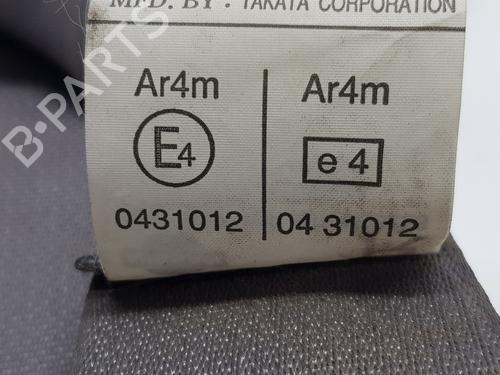 MFD. BY · TAKATA CORPORATION
Ar4m Ar4m
E4 e 4
0431012 04 31012
B-PARTS